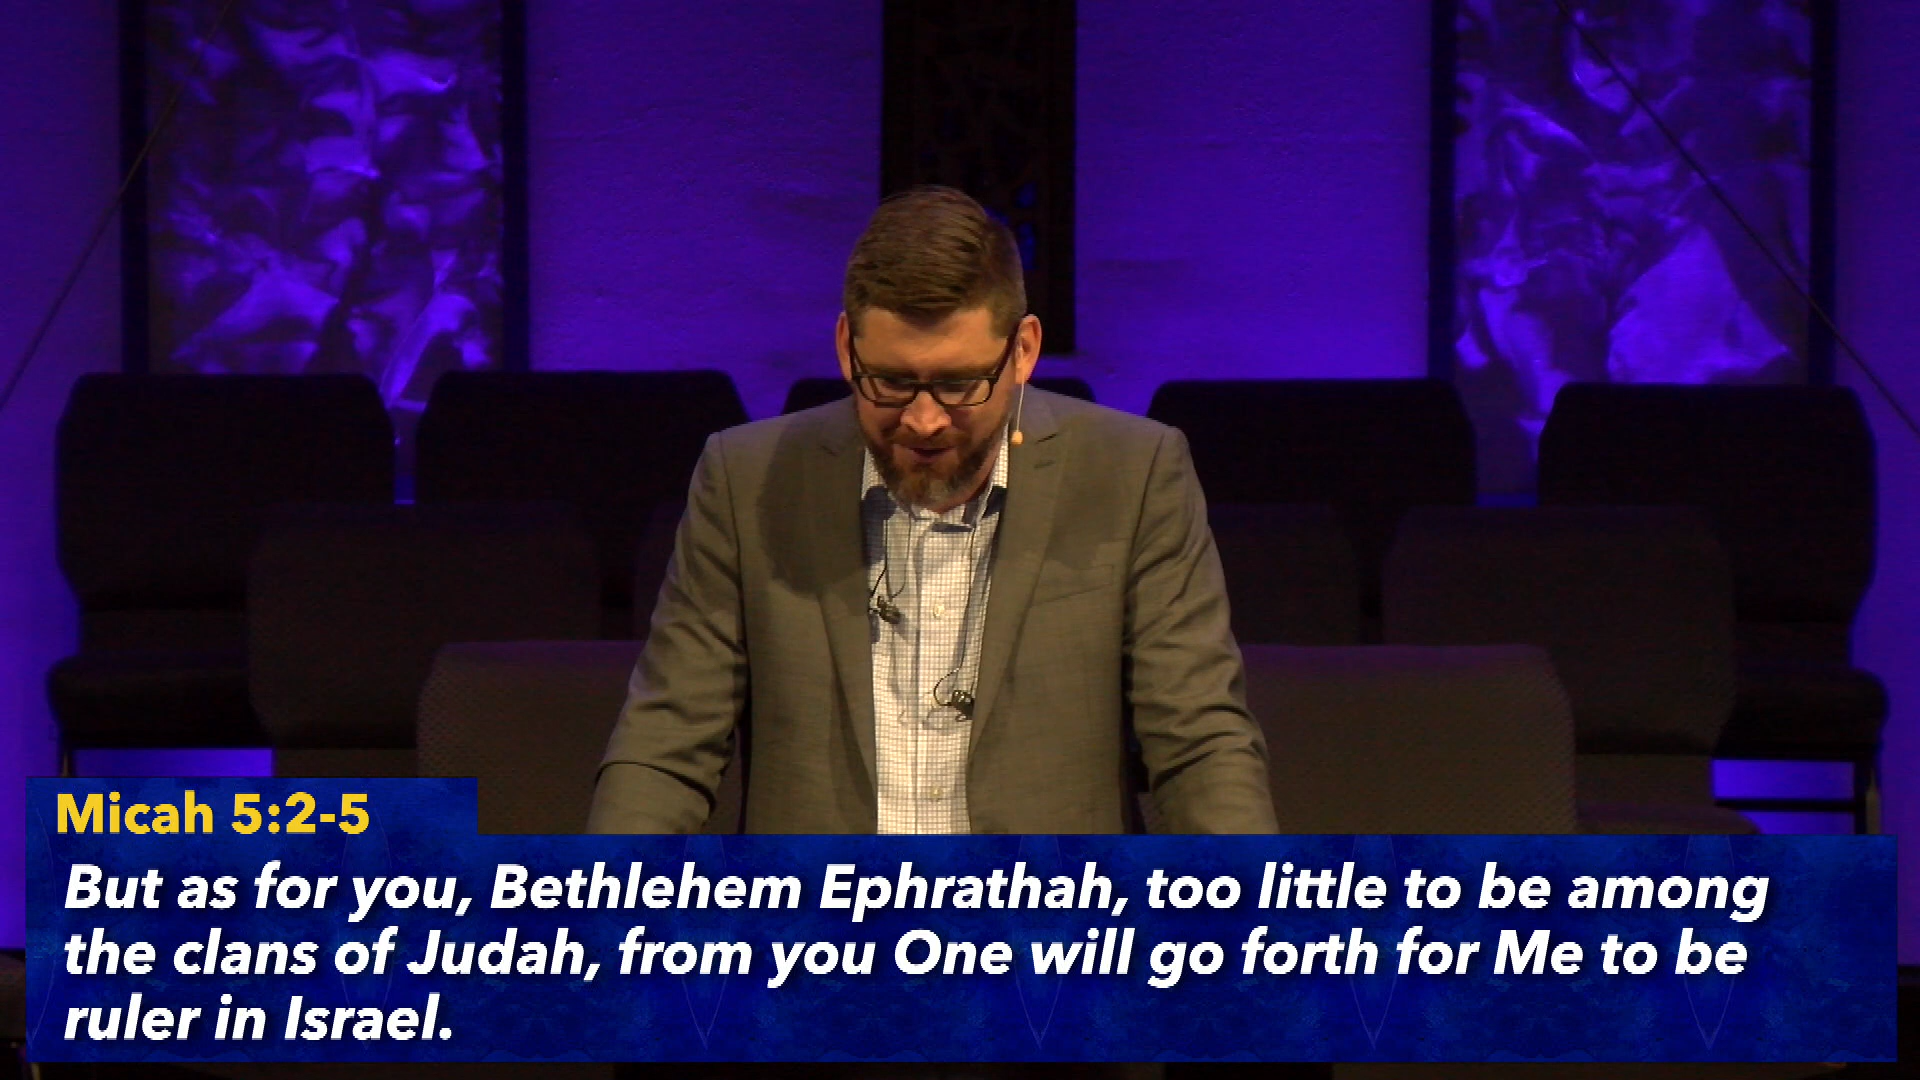 Micah 5:2-5
But as for you, Bethlehem Ephrathah, too little to be among
the clans of Judah, from you One will go forth for Me to be
ruler in Israel.